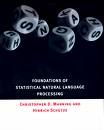 FOUNDATIONS OF
STATISTICAL NATURAL LANGUAGE
PROCESSING
CHRISTOPHER D. MANNING AND
HINRICH SCHÜTZE